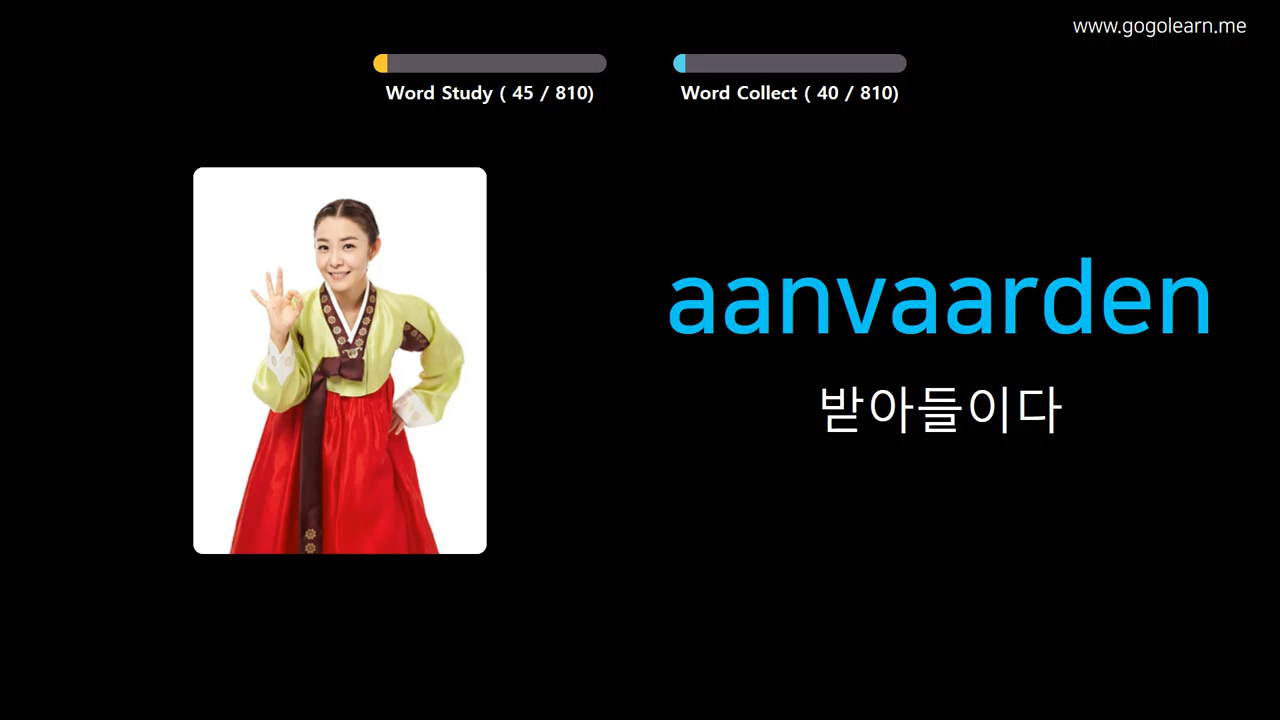 www.gogolearn.me
Word Study ( 45 / 810)
Word Collect ( 40 / 810)
aanvaarden
받아들이다